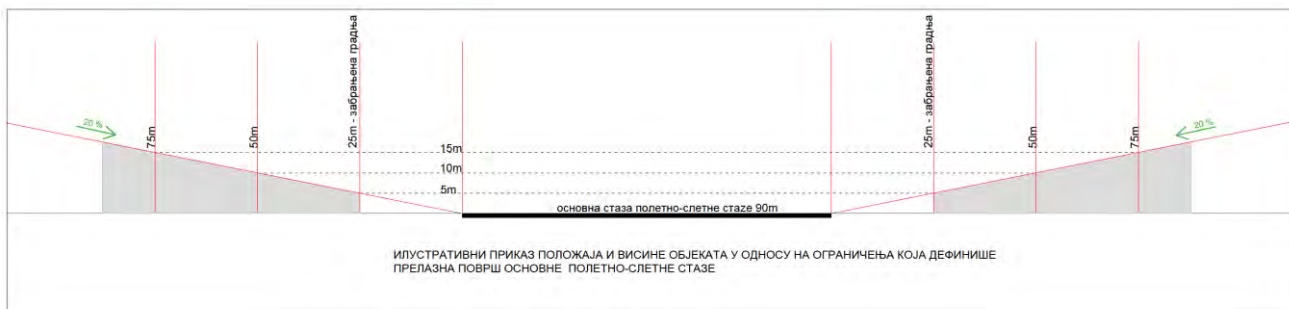 20 %
75m
50m
25m - забрањена градња
15m
10m
5m
основна стаза полетно-слетне стазе 90m
25m - забрањена градња
50m
75m
20 %
ИЛУСТРАТИВНИ ПРИКАЗ ПОЛОЖАЈА И ВИСИНЕ ОБЈЕКАТА У ОДНОСУ НА ОГРАНИЧЕЊА КОЈА ДЕФИНИШЕ
ПРЕЛАЗНА ПОВРШ ОСНОВНЕ ПОЛЕТНО-СЛЕТНЕ СТАЗЕ